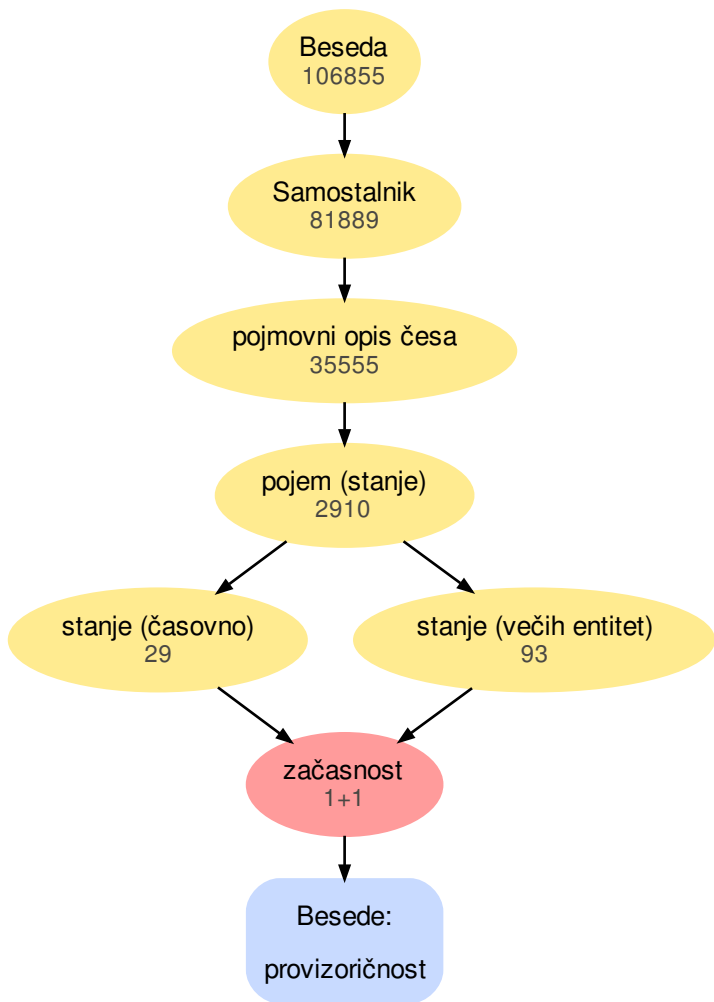 Beseda
106855
Samostalnik
81889
pojmovni opis česa
35555
pojem (stanje)
2910
stanje (časovno)
29
stanje (večih entitet)
93
začasnost
1+1
Besede:
provizoričnost